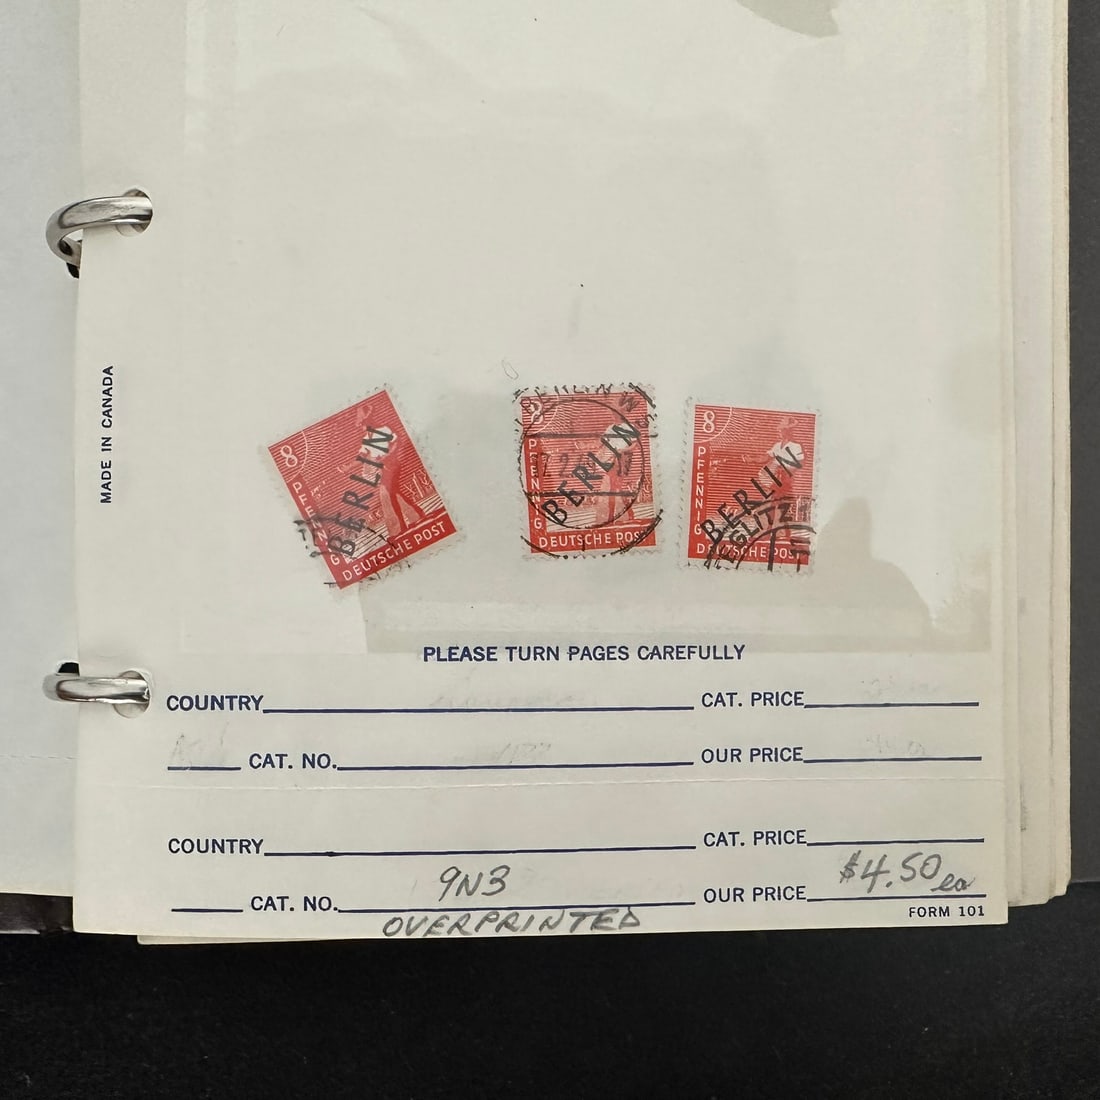 MADE IN CANADA
8
PFENNIG
BERLIN
DEUTSCHE POST
BERLIN W
PFENNIG
BERLIN
DEUTSCHE POST
8
PFENNIG
BERLIN
EGLITZ
DEUTSCHE POST
PLEASE TURN PAGES CAREFULLY
COUNTRY CAT. PRICE
CAT. NO. OUR PRICE
COUNTRY CAT. PRICE
CAT. NO. 9N3 OUR PRICE $4.50 ea
OVERPRINTED
FORM 101